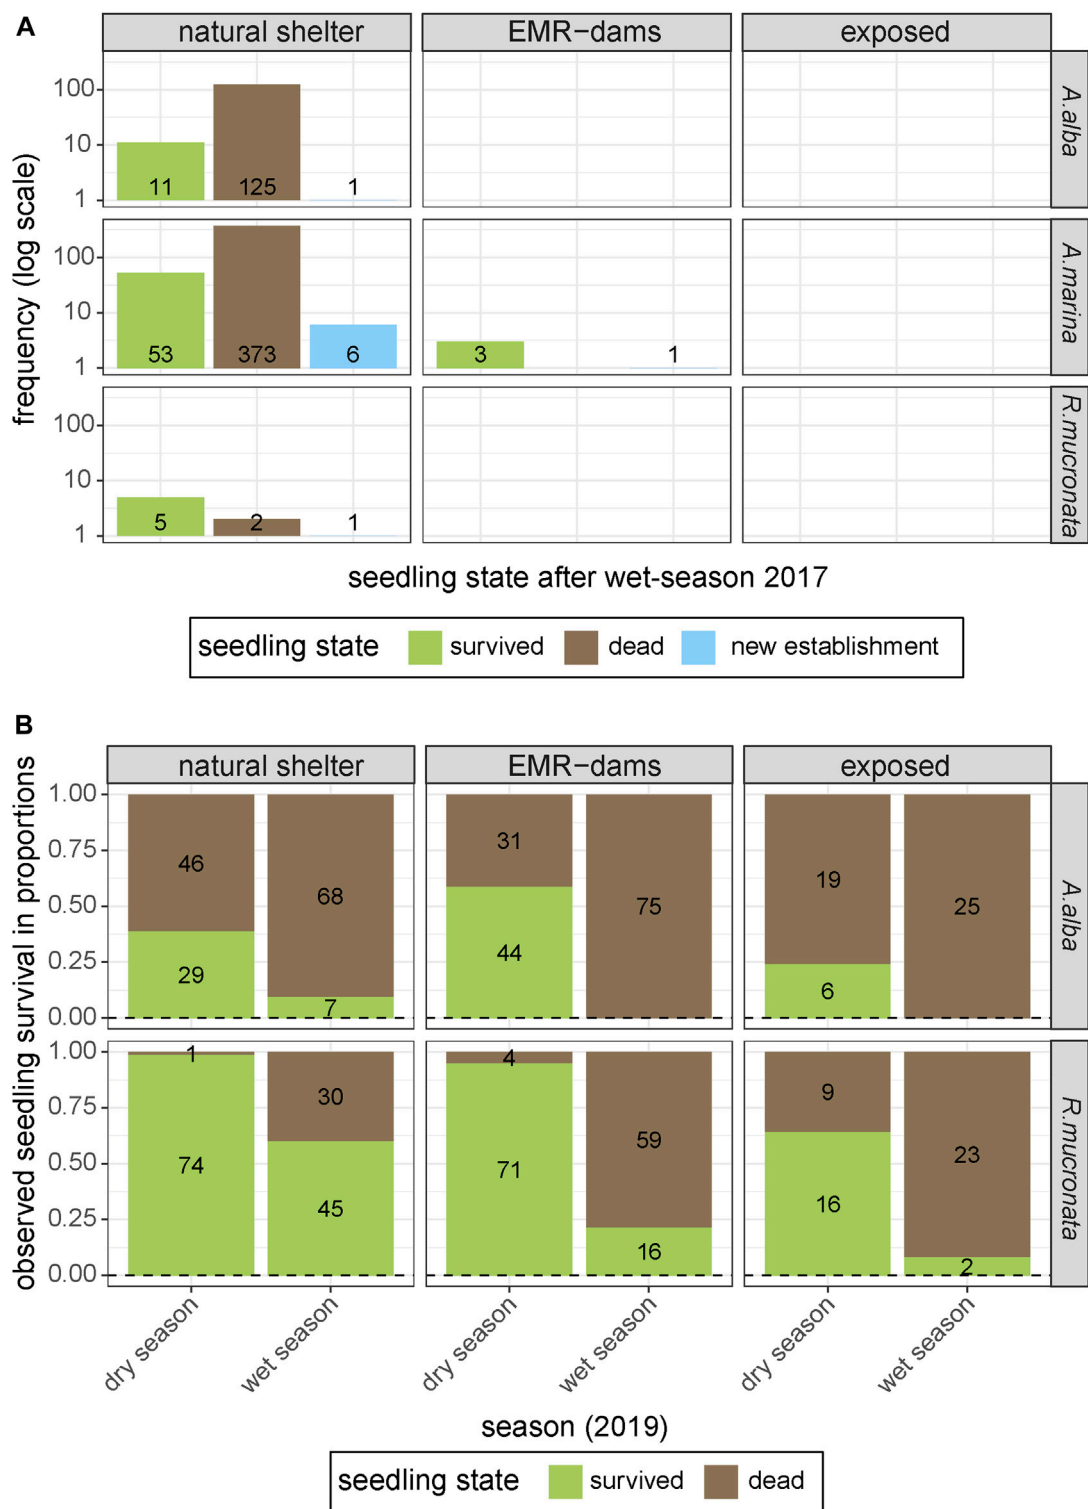 A
natural shelter EMR−dams exposed
frequency (log scale)
100
10
1
11 125 1
A.alba
100
10
1
53 373 6 3 1
A.marina
100
10
1
5 2 1
R.mucronata
seedling state after wet-season 2017
seedling state survived dead new establishment
B
natural shelter EMR−dams exposed
observed seedling survival in proportions
1.00
0.75
0.50
0.25
0.00
46 68 31 75 19 25
29 7 44 6
A.alba
1.00
0.75
0.50
0.25
0.00
1 30 4 59 9 23
74 45 71 16 16 2
R.mucronata
dry season wet season dry season wet season dry season wet season
season (2019)
seedling state survived dead